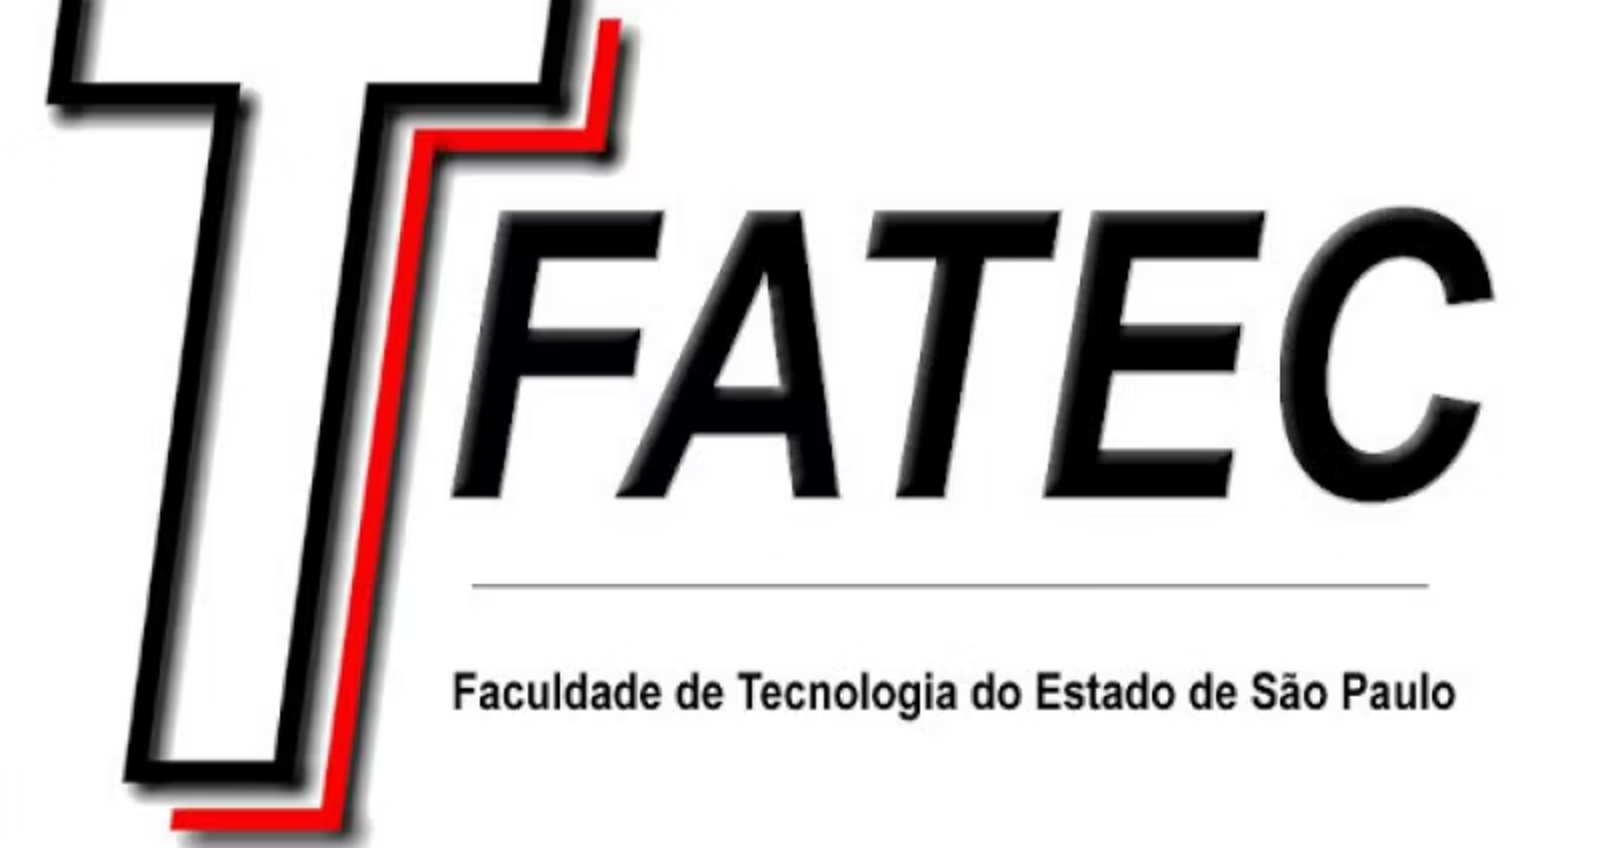 T
FATEC
Faculdade de Tecnologia do Estado de São Paulo